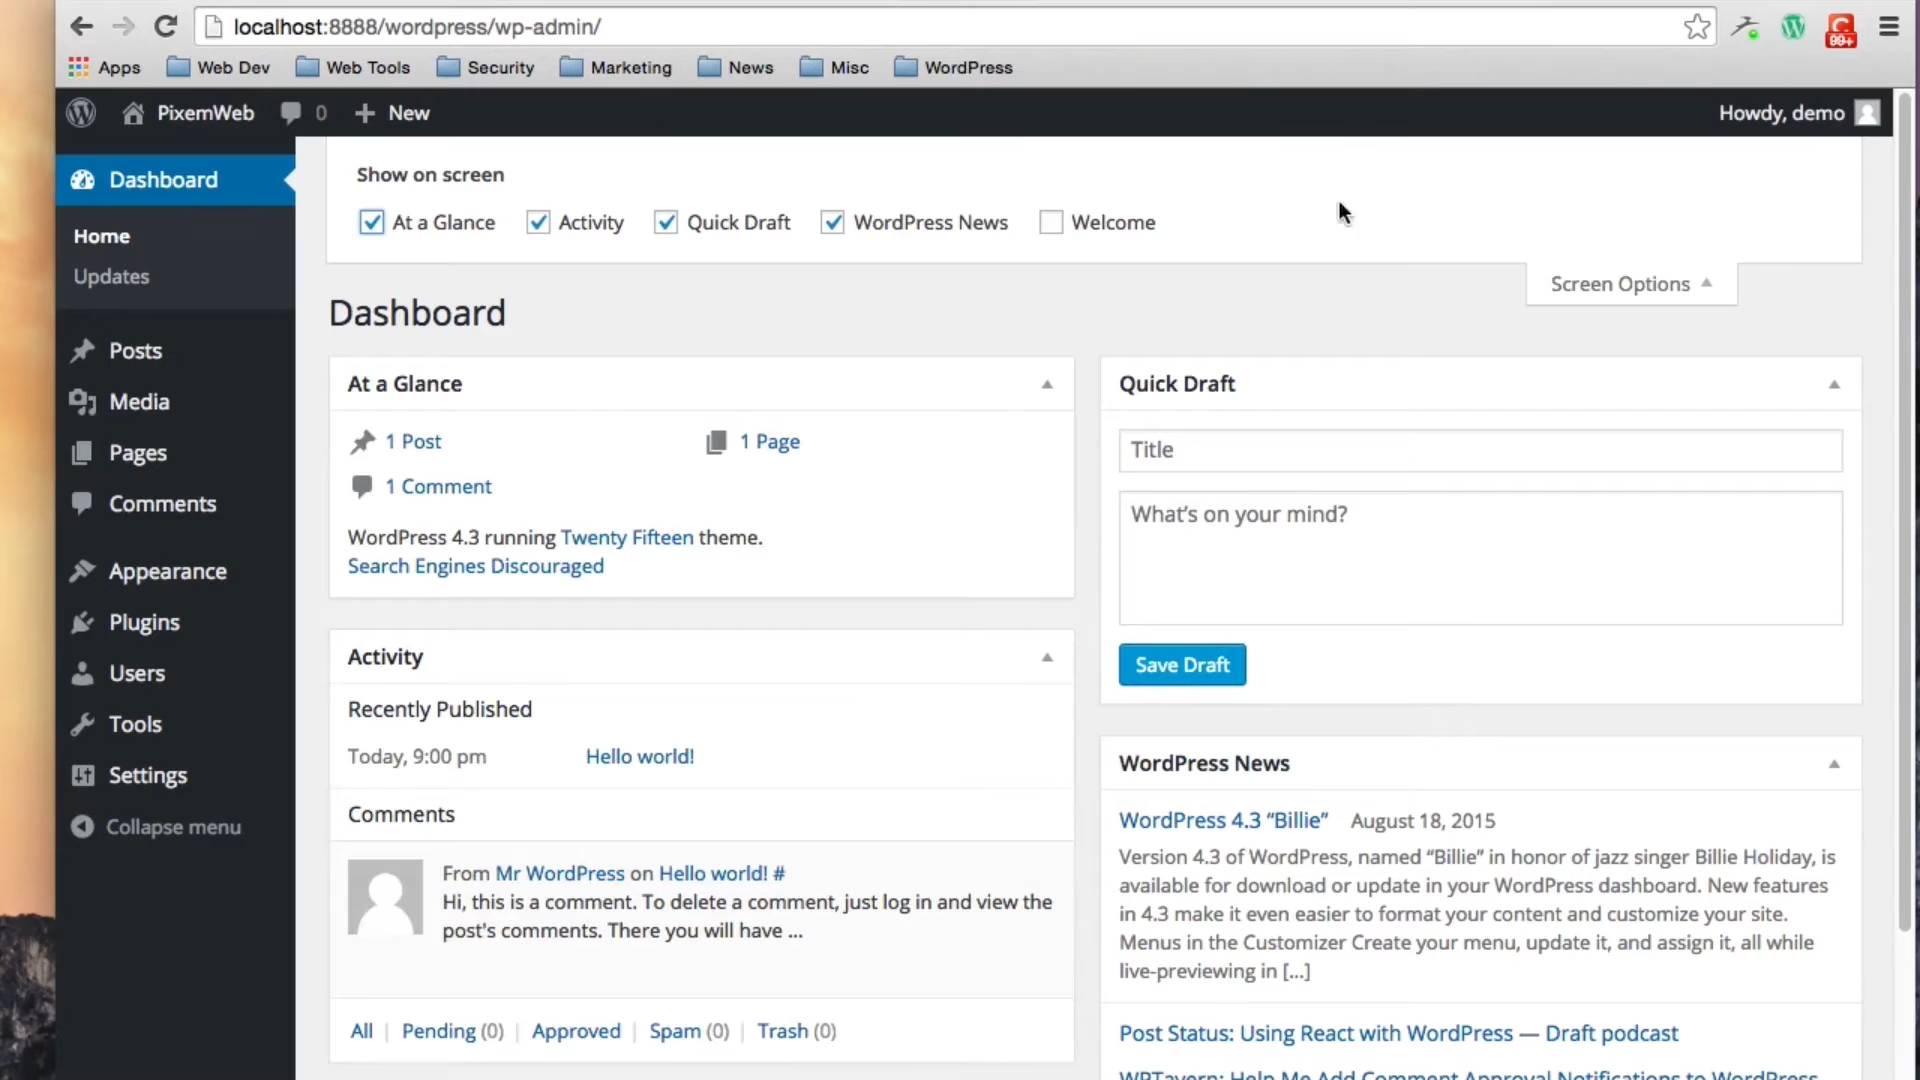 localhost:8888/wordpress/wp-admin/
99+
Apps Web Dev Web Tools Security Marketing News Misc WordPress
PixemWeb 0 New Howdy, demo
Dashboard
Home
Updates
Posts
Media
Pages
Comments
Appearance
Plugins
Users
Tools
Settings
Collapse menu
Show on screen
At a Glance Activity Quick Draft WordPress News Welcome
Screen Options
Dashboard
At a Glance
1 Post 1 Page
1 Comment
WordPress 4.3 running Twenty Fifteen theme.
Search Engines Discouraged
Activity
Recently Published
Today, 9:00 pm Hello world!
Comments
From Mr WordPress on Hello world! #
Hi, this is a comment. To delete a comment, just log in and view the
post's comments. There you will have ...
All | Pending (0) | Approved | Spam (0) | Trash (0)
Quick Draft
Title
What's on your mind?
Save Draft
WordPress News
WordPress 4.3 “Billie” August 18, 2015
Version 4.3 of WordPress, named “Billie” in honor of jazz singer Billie Holiday, is
available for download or update in your WordPress dashboard. New features
in 4.3 make it even easier to format your content and customize your site.
Menus in the Customizer Create your menu, update it, and assign it, all while
live-previewing in [...]
Post Status: Using React with WordPress — Draft podcast
WPTavern: Help Me Add Comment Approval Notifications to WordPress